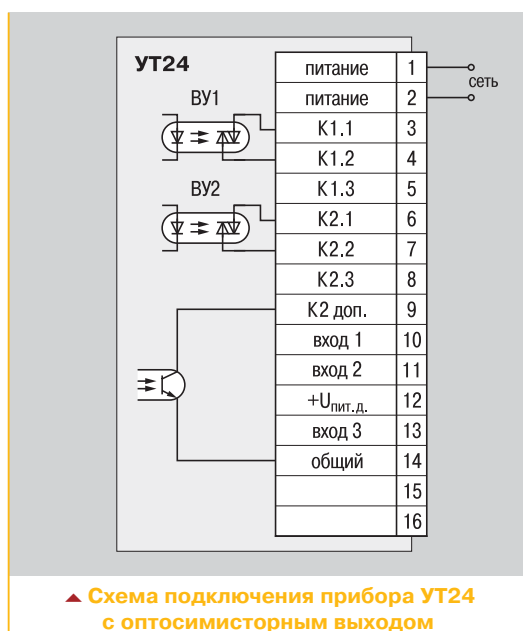 УТ24
питание 1
сеть
питание 2
ВУ1
К1.1 3
К1.2 4
К1.3 5
ВУ2
К2.1 6
К2.2 7
К2.3 8
К2 доп. 9
вход 1 10
вход 2 11
+Uпит.д. 12
вход 3 13
общий 14
15
16
Схема подключения прибора УТ24
с оптосимисторным выходом